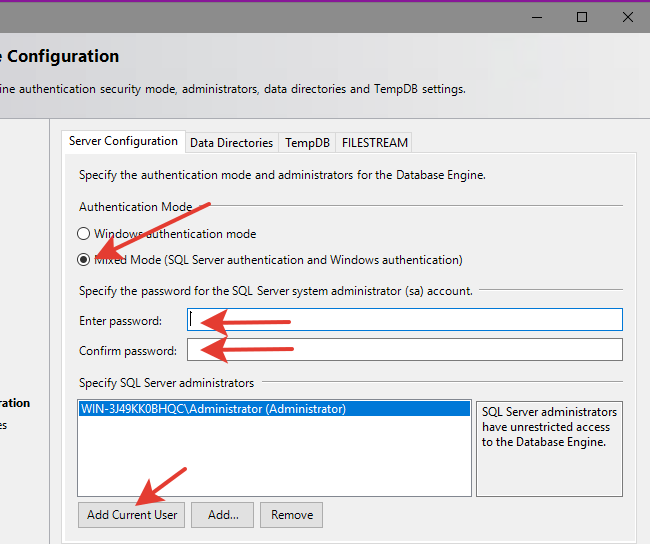 e Configuration
ine authentication security mode, administrators, data directories and TempDB settings.
Server Configuration Data Directories TempDB FILESTREAM
Specify the authentication mode and administrators for the Database Engine.
Authentication Mode
Windows authentication mode
Mixed Mode (SQL Server authentication and Windows authentication)
Specify the password for the SQL Server system administrator (sa) account.
Enter password:
Confirm password:
Specify SQL Server administrators
ration
es
WIN-3J49KK0BHQC\Administrator (Administrator)
SQL Server administrators
have unrestricted access
to the Database Engine.
Add Current User Add... Remove